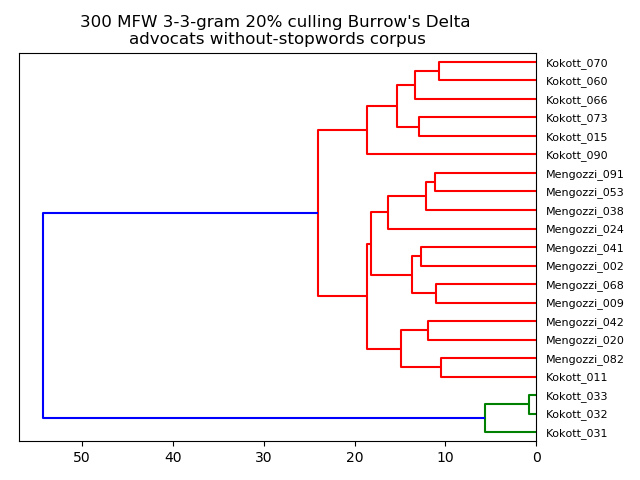 300 MFW 3-3-gram 20% culling Burrow's Delta
advocats without-stopwords corpus
Kokott_070
Kokott_060
Kokott_066
Kokott_073
Kokott_015
Kokott_090
Mengozzi_091
Mengozzi_053
Mengozzi_038
Mengozzi_024
Mengozzi_041
Mengozzi_002
Mengozzi_068
Mengozzi_009
Mengozzi_042
Mengozzi_020
Mengozzi_082
Kokott_011
Kokott_033
Kokott_032
Kokott_031
50 40 30 20 10 0